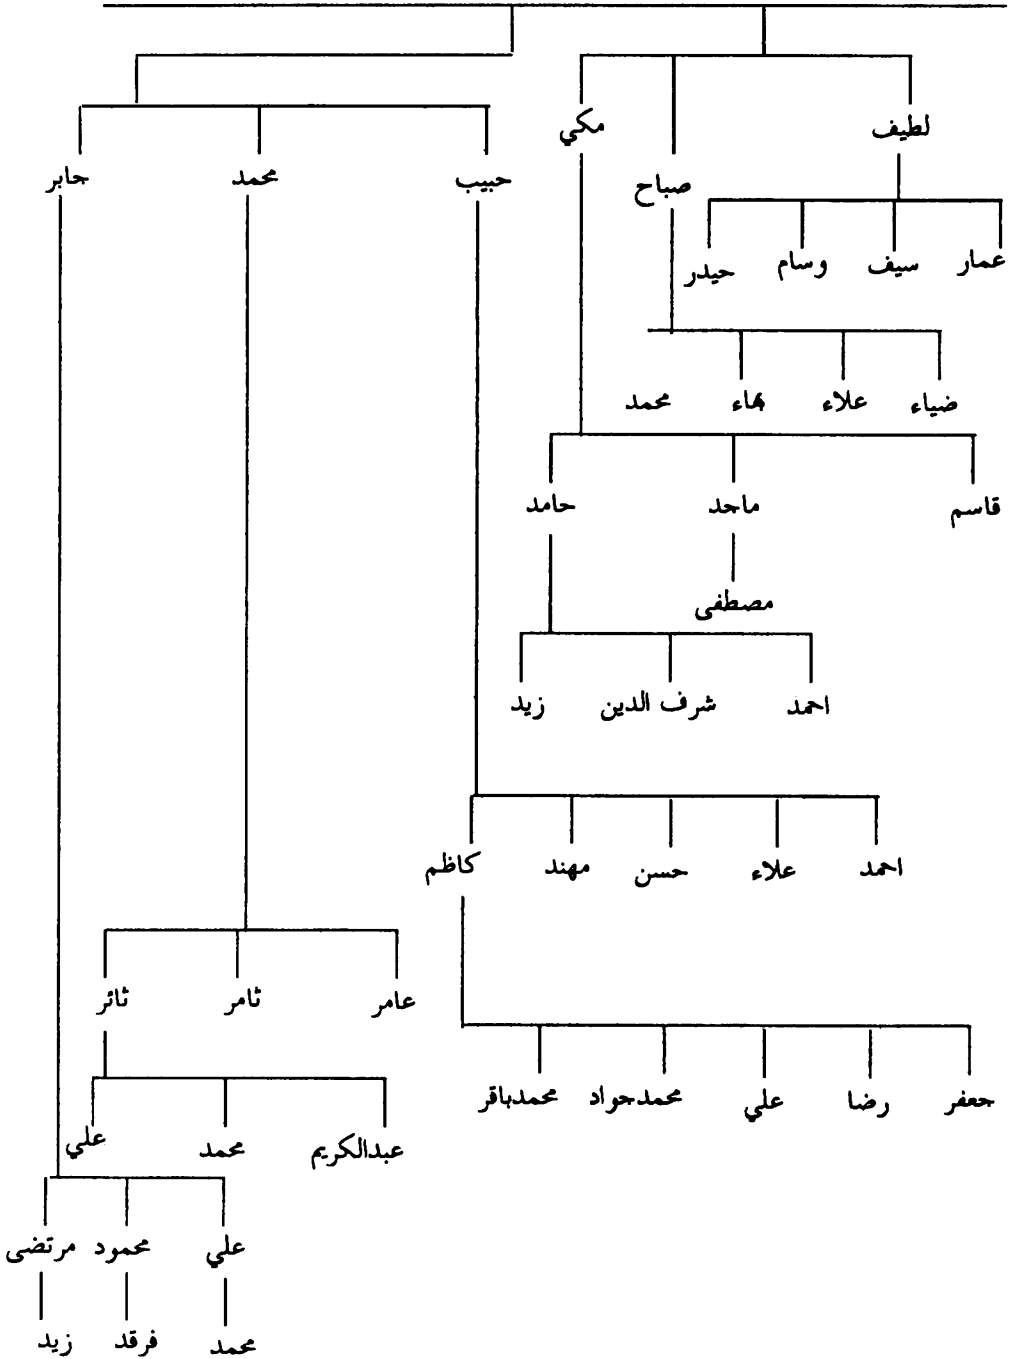 لطيف مكي
حبيب محمد جابر
صباح
عمار سيف وسام حيدر
ضياء علاء بهاء محمد
قاسم ماجد حامد
مصطفى
احمد شرف الدين زيد
احمد علاء حسن مهند كاظم
عامر ثامر ثائر
جعفر رضا علي محمدجواد محمدباقر
عبدالكريم محمد علي
علي محمود مرتضى
محمد فرقد زيد